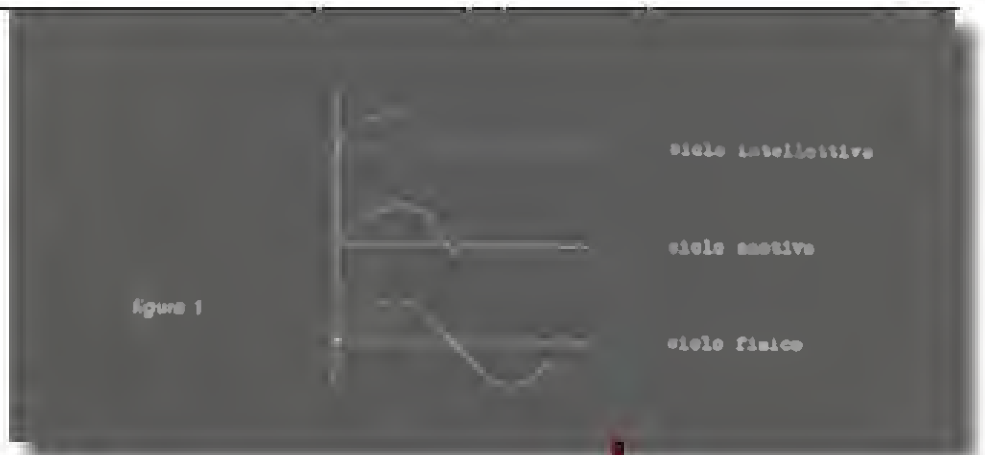 ciclo intellettivo
ciclo emotivo
figura 1
ciclo fisico